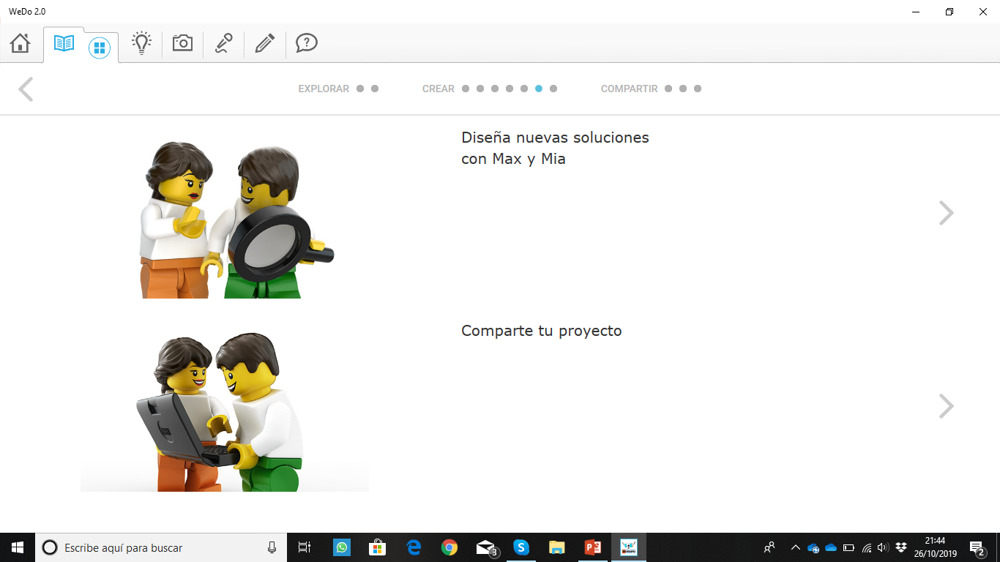 WeDo 2.0
EXPLORAR CREAR COMPARTIR
Diseña nuevas soluciones
con Max y Mia
Comparte tu proyecto
Escribe aquí para buscar
3
21:44
26/10/2019
2